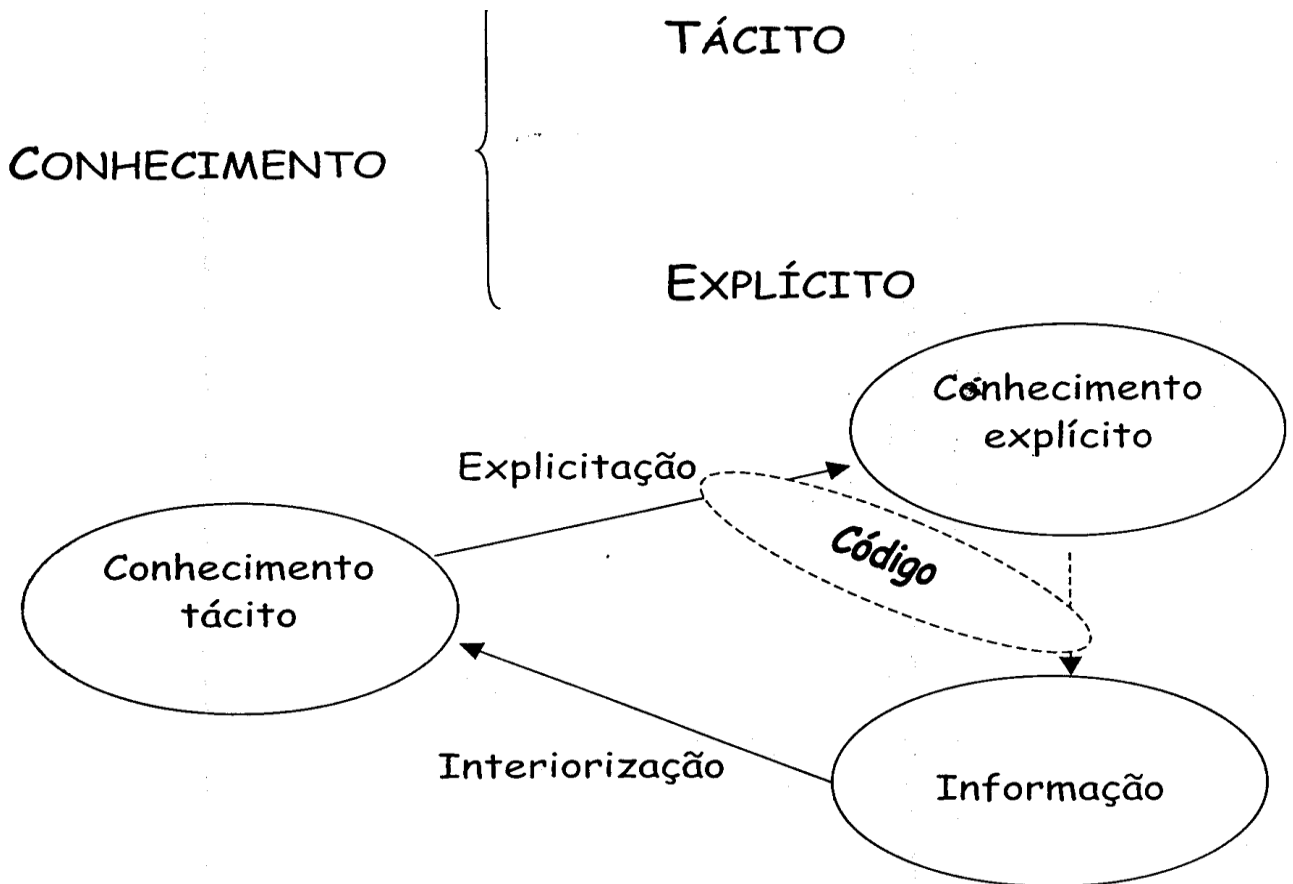 TÁCITO
CONHECIMENTO
EXPLÍCITO
Conhecimento
explícito
Explicitação
Código
Conhecimento
tácito
Interiorização
Informação